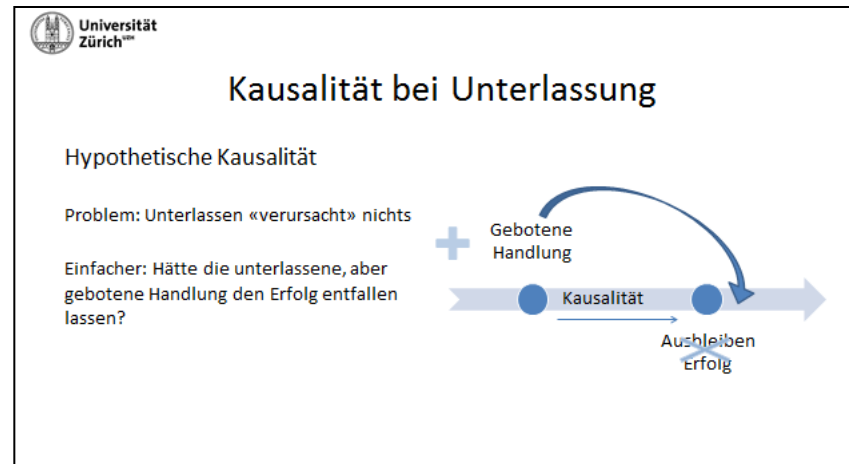 Universität
Zürich UZH
Kausalität bei Unterlassung
Hypothetische Kausalität
Problem: Unterlassen «verursacht» nichts
Einfacher: Hätte die unterlassene, aber
gebotene Handlung den Erfolg entfallen
lassen?
Gebotene
Handlung
Kausalität
Ausbleiben
Erfolg